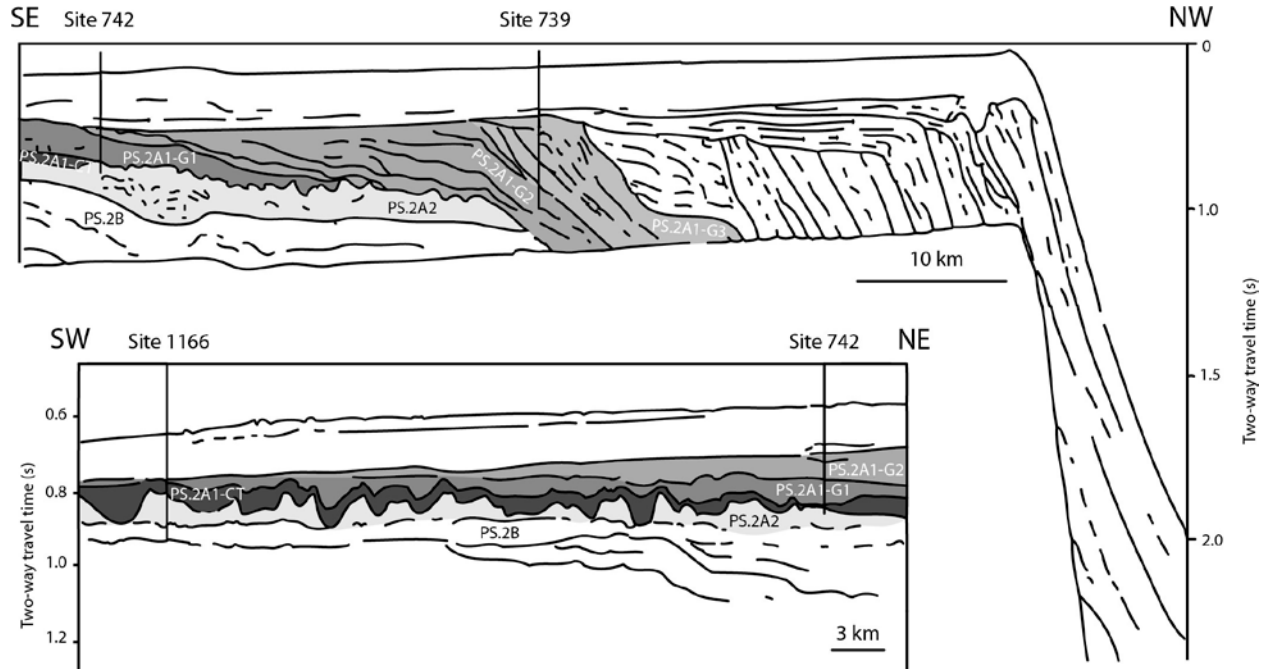 SE Site 742 Site 739 NW
0
PS.2A1-CT
PS.2A1-G1
PS.2A1-G2
PS.2A2
PS.2B
PS.2A1-G3
1.0
10 km
Two-way travel time (s)
1.5
2.0
SW Site 1166 Site 742 NE
0.6
0.8
1.0
1.2
Two-way travel time (s)
PS.2A1-G2
PS.2A1-G1
PS.2A1-CT
PS.2A2
PS.2B
3 km